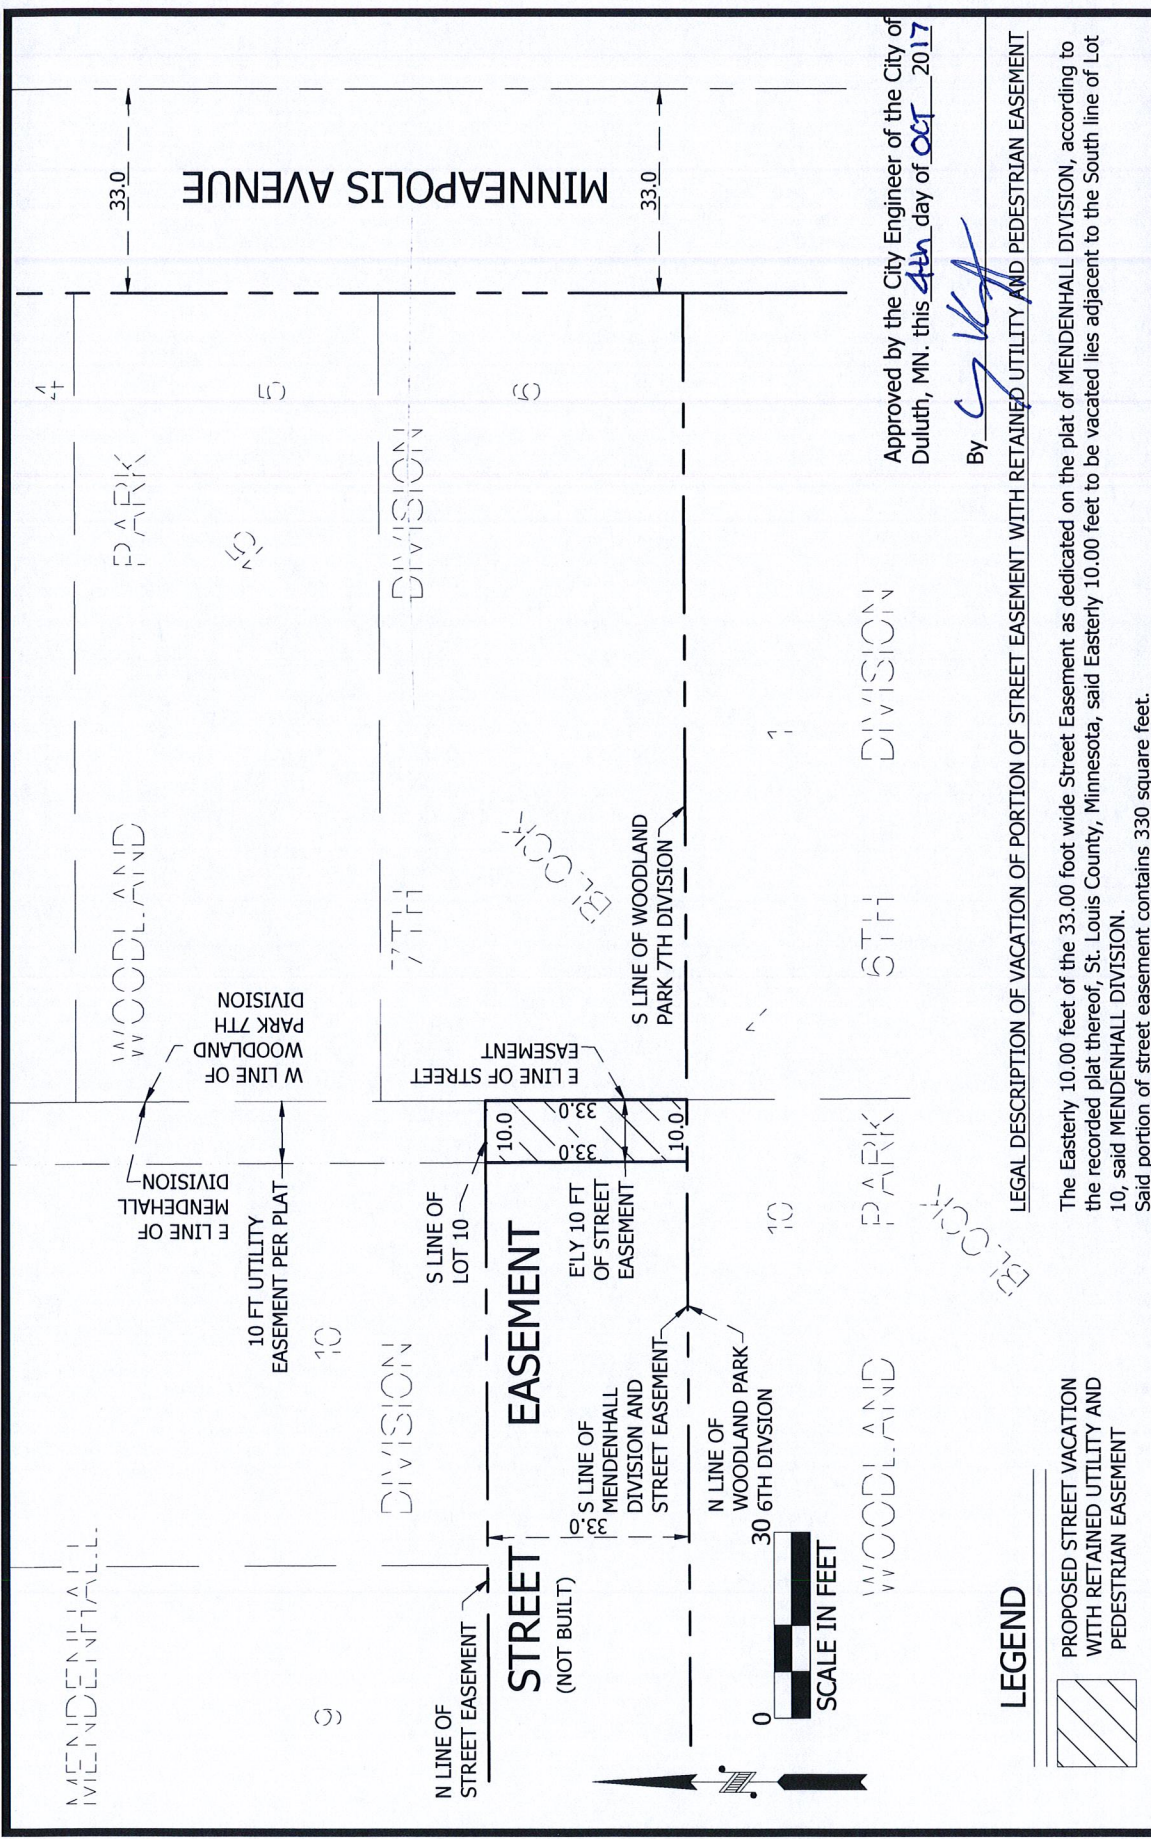 MENDENHALL
DIVISION
9
10
WOODLAND
PARK
7TH
DIVISION
4
5
6
15
BLOCK
MINNEAPOLIS AVENUE
33.0
33.0
E LINE OF
MENDEHALL
DIVISION
W LINE OF
WOODLAND
PARK 7TH
DIVISION
10 FT UTILITY
EASEMENT PER PLAT
S LINE OF
LOT 10
E LINE OF STREET
EASEMENT
10.0
33.0
33.0
10.0
N LINE OF
STREET EASEMENT
STREET EASEMENT
(NOT BUILT)
33.0
E'LY 10 FT
OF STREET
EASEMENT
S LINE OF
MENDENHALL
DIVISION AND
STREET EASEMENT
N LINE OF
WOODLAND PARK
6TH DIVSION
S LINE OF WOODLAND
PARK 7TH DIVISION
0 30
SCALE IN FEET
WOODLAND
PARK
6TH
DIVISION
10
1
BLOCK
Approved by the City Engineer of the City of
Duluth, MN. this 4th day of OCT 2017
By
LEGEND
PROPOSED STREET VACATION
WITH RETAINED UTILITY AND
PEDESTRIAN EASEMENT
LEGAL DESCRIPTION OF VACATION OF PORTION OF STREET EASEMENT WITH RETAINED UTILITY AND PEDESTRIAN EASEMENT
The Easterly 10.00 feet of the 33.00 foot wide Street Easement as dedicated on the plat of MENDENHALL DIVISION, according to
the recorded plat thereof, St. Louis County, Minnesota, said Easterly 10.00 feet to be vacated lies adjacent to the South line of Lot
10, said MENDENHALL DIVISION.
Said portion of street easement contains 330 square feet.